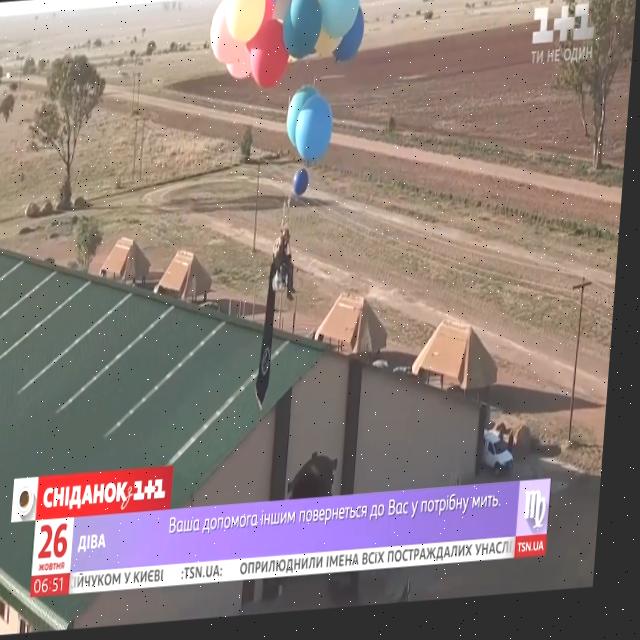 1+1
ТИ НЕ ОДИН
СНІДАНОК З 1+1
26
ЖОВТНЯ
06:51
ДІВА
Ваша допомога іншим повернеться до Вас у потрібну мить.
TSN.UA
ІЙЧУКОМ У КИЄВІ :TSN.UA: ОПРИЛЮДНИЛИ ІМЕНА ВСІХ ПОСТРАЖДАЛИХ УНАСЛІ